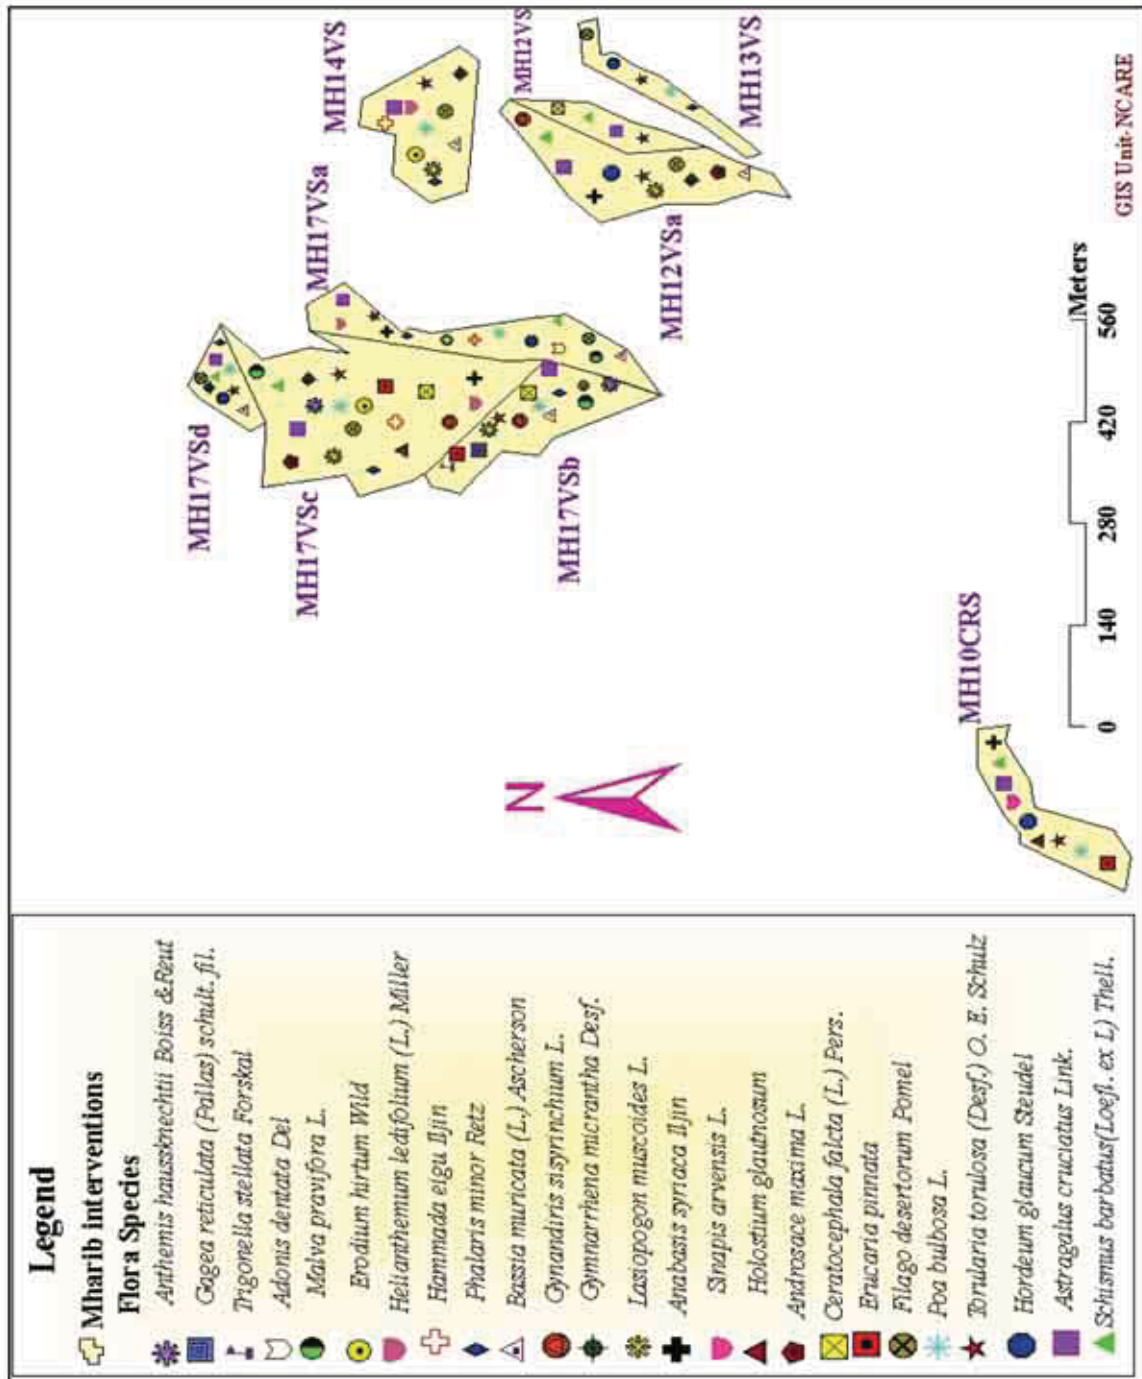 Legend
Mharib interventions
Flora Species
Anthemis haussknechtii Boiss &Reut
Gagea reticulata (Pallas) schult. fil.
Trigonella stellata Forskal
Adonis dentata Del
Malva pravifora L.
Erodium hirtum Wild
Helianthemum ledifolium (L.) Miller
Hammada eigu Iljin
Phalaris minor Retz
Bassia muricata (L.) Ascherson
Gynandiris sisyrinchium L.
Gymnarrhena micrantha Desf.
Lasiopogon muscoides L.
Anabasis syriaca Iljin
Sinapis arvensis L.
Holostium glautnosum
Androsace maxima L.
Ceratocephala falcta (L.) Pers.
Erucaria pinnata
Filago desertorum Pomel
Poa bulbosa L.
Torularia torulosa (Desf.) O. E. Schulz
Hordeum glaucum Steudel
Astragalus cruciatus Link.
Schismus barbatus(Loefl. ex L) Thell.
N
MH10CRS
MH17VSd
MH17VSc
MH17VSb
MH17VSa
MH14VS
MH12VS
MH12VSa
MH13VS
0 140 280 420 560
Meters
GIS Unit-NCARE